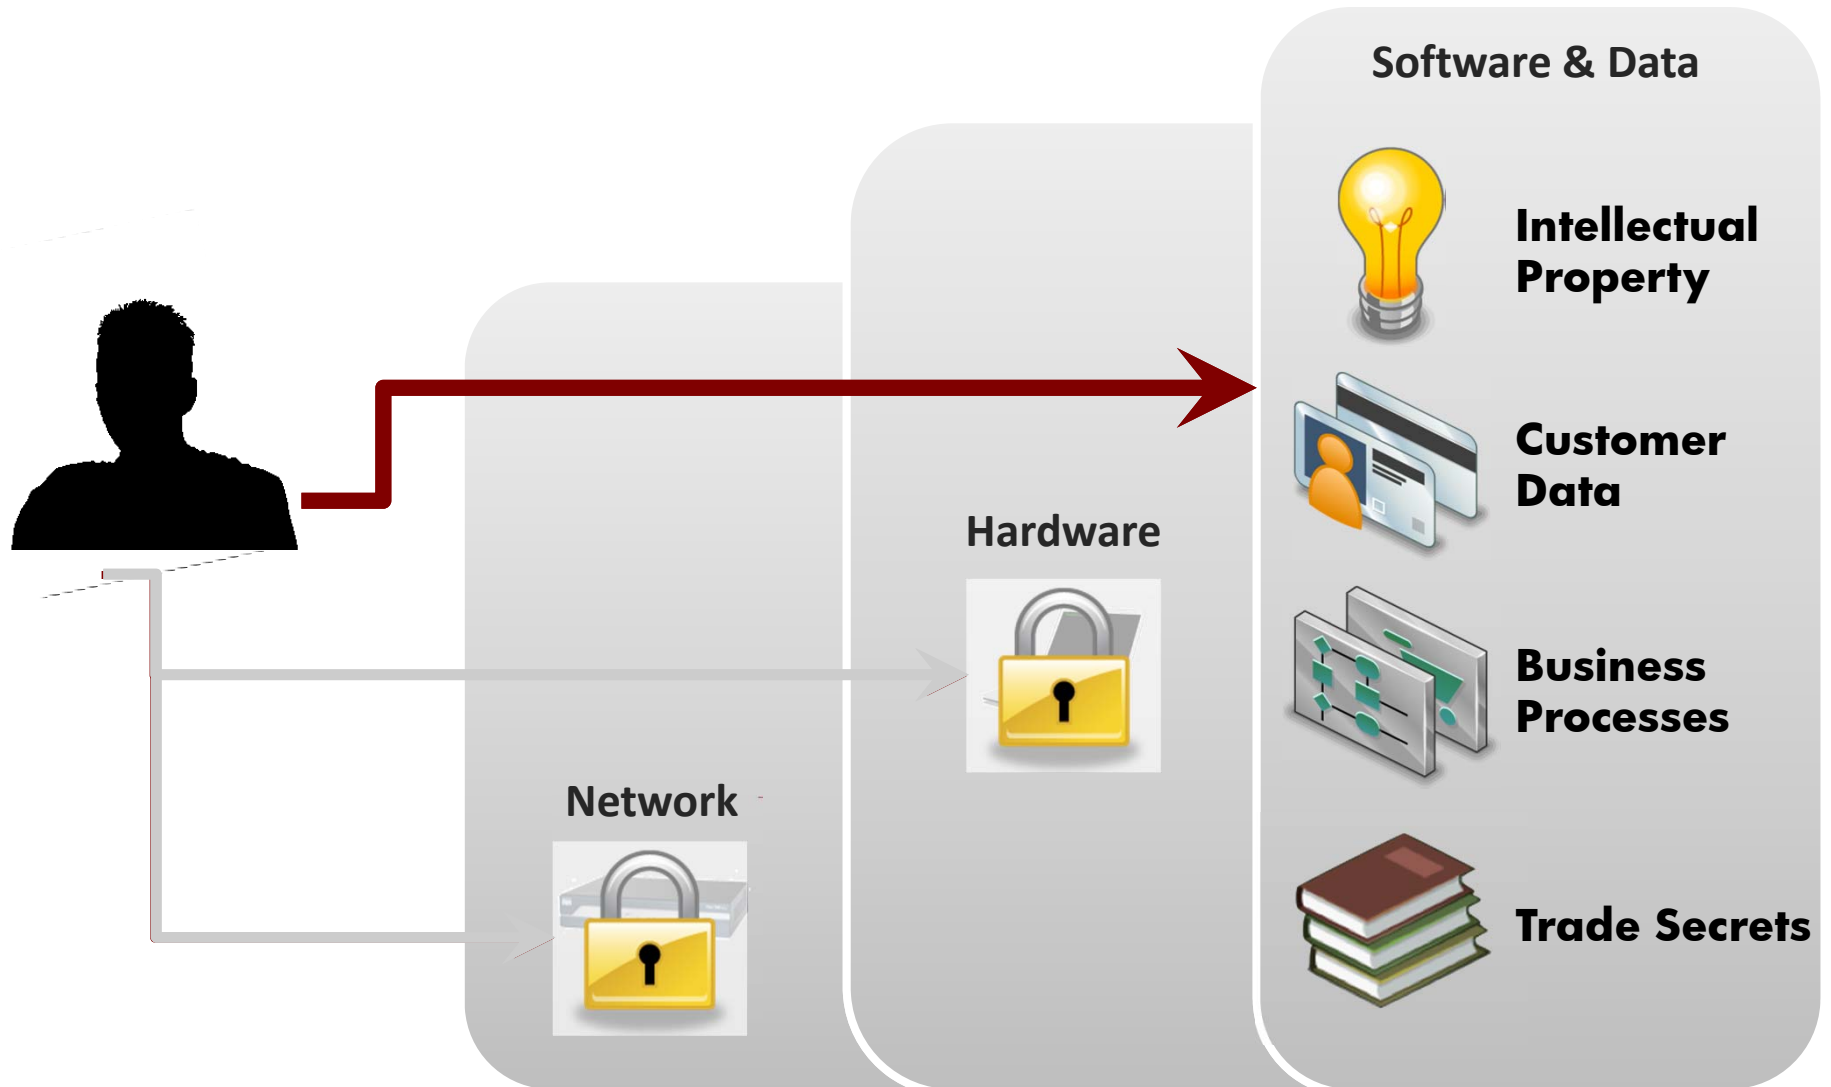 Software & Data
Intellectual
Property
Customer
Data
Hardware
Business
Processes
Network
Trade Secrets